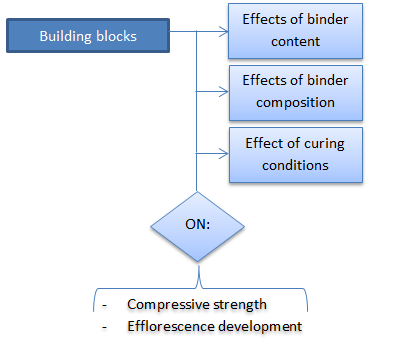 Building blocks
Effects of binder
content
Effects of binder
composition
Effect of curing
conditions
ON:
- Compressive strength
- Efflorescence development